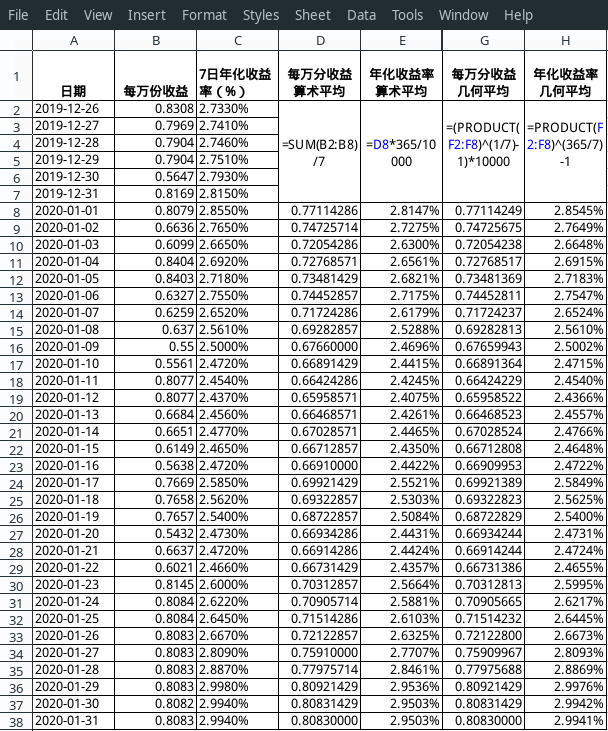 File Edit View Insert Format Styles Sheet Data Tools Window Help
A B C D E G H
1 日期 每万份收益 7日年化收益率（%） 每万分收益算术平均 年化收益率算术平均 每万分收益几何平均 年化收益率几何平均
2 2019-12-26 0.8308 2.7330%
3 2019-12-27 0.7969 2.7410%
4 2019-12-28 0.7904 2.7460%
5 2019-12-29 0.7904 2.7510%
6 2019-12-30 0.5647 2.7930%
7 2019-12-31 0.8169 2.8150%
=SUM(B2:B8)/7 =D8*365/10000 =(PRODUCT(F2:F8)^(1/7)-1)*10000 =PRODUCT(F2:F8)^(365/7)-1
8 2020-01-01 0.8079 2.8550% 0.77114286 2.8147% 0.77114249 2.8545%
9 2020-01-02 0.6636 2.7650% 0.74725714 2.7275% 0.74725675 2.7649%
10 2020-01-03 0.6099 2.6650% 0.72054286 2.6300% 0.72054238 2.6648%
11 2020-01-04 0.8404 2.6920% 0.72768571 2.6561% 0.72768517 2.6915%
12 2020-01-05 0.8403 2.7180% 0.73481429 2.6821% 0.73481369 2.7183%
13 2020-01-06 0.6327 2.7550% 0.74452857 2.7175% 0.74452811 2.7547%
14 2020-01-07 0.6259 2.6520% 0.71724286 2.6179% 0.71724237 2.6524%
15 2020-01-08 0.637 2.5610% 0.69282857 2.5288% 0.69282813 2.5610%
16 2020-01-09 0.55 2.5000% 0.67660000 2.4696% 0.67659943 2.5002%
17 2020-01-10 0.5561 2.4720% 0.66891429 2.4415% 0.66891364 2.4715%
18 2020-01-11 0.8077 2.4540% 0.66424286 2.4245% 0.66424229 2.4540%
19 2020-01-12 0.8077 2.4370% 0.65958571 2.4075% 0.65958522 2.4366%
20 2020-01-13 0.6684 2.4560% 0.66468571 2.4261% 0.66468523 2.4557%
21 2020-01-14 0.6651 2.4770% 0.67028571 2.4465% 0.67028524 2.4766%
22 2020-01-15 0.6149 2.4650% 0.66712857 2.4350% 0.66712808 2.4648%
23 2020-01-16 0.5638 2.4720% 0.66910000 2.4422% 0.66909953 2.4722%
24 2020-01-17 0.7669 2.5850% 0.69921429 2.5521% 0.69921389 2.5849%
25 2020-01-18 0.7658 2.5620% 0.69322857 2.5303% 0.69322823 2.5625%
26 2020-01-19 0.7657 2.5400% 0.68722857 2.5084% 0.68722829 2.5400%
27 2020-01-20 0.5432 2.4730% 0.66934286 2.4431% 0.66934244 2.4731%
28 2020-01-21 0.6637 2.4720% 0.66914286 2.4424% 0.66914244 2.4724%
29 2020-01-22 0.6021 2.4660% 0.66731429 2.4357% 0.66731386 2.4655%
30 2020-01-23 0.8145 2.6000% 0.70312857 2.5664% 0.70312813 2.5995%
31 2020-01-24 0.8084 2.6220% 0.70905714 2.5881% 0.70905665 2.6217%
32 2020-01-25 0.8084 2.6450% 0.71514286 2.6103% 0.71514232 2.6445%
33 2020-01-26 0.8083 2.6670% 0.72122857 2.6325% 0.72122800 2.6673%
34 2020-01-27 0.8083 2.8090% 0.75910000 2.7707% 0.75909967 2.8093%
35 2020-01-28 0.8083 2.8870% 0.77975714 2.8461% 0.77975688 2.8869%
36 2020-01-29 0.8083 2.9980% 0.80921429 2.9536% 0.80921429 2.9976%
37 2020-01-30 0.8082 2.9940% 0.80831429 2.9503% 0.80831429 2.9942%
38 2020-01-31 0.8083 2.9940% 0.80830000 2.9503% 0.80830000 2.9941%